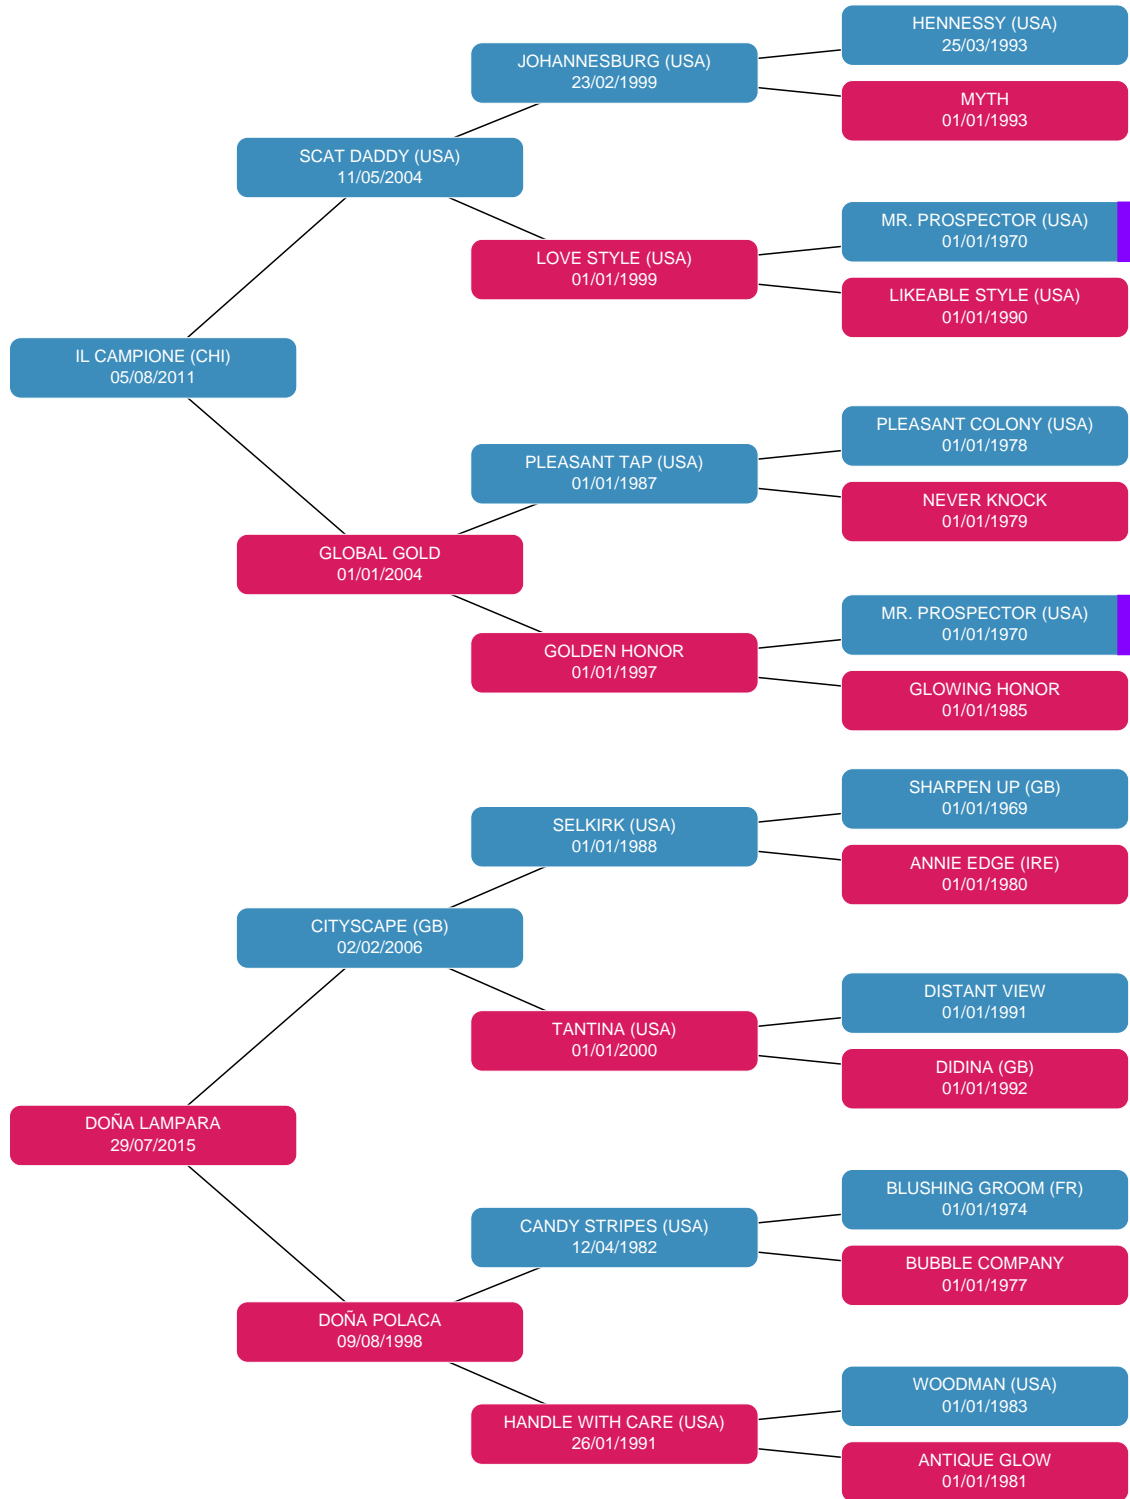 HENNESSY (USA)
25/03/1993
JOHANNESBURG (USA)
23/02/1999
MYTH
01/01/1993
SCAT DADDY (USA)
11/05/2004
MR. PROSPECTOR (USA)
01/01/1970
LOVE STYLE (USA)
01/01/1999
LIKEABLE STYLE (USA)
01/01/1990
IL CAMPIONE (CHI)
05/08/2011
PLEASANT COLONY (USA)
01/01/1978
PLEASANT TAP (USA)
01/01/1987
NEVER KNOCK
01/01/1979
GLOBAL GOLD
01/01/2004
MR. PROSPECTOR (USA)
01/01/1970
GOLDEN HONOR
01/01/1997
GLOWING HONOR
01/01/1985
SHARPEN UP (GB)
01/01/1969
SELKIRK (USA)
01/01/1988
ANNIE EDGE (IRE)
01/01/1980
CITYSCAPE (GB)
02/02/2006
DISTANT VIEW
01/01/1991
TANTINA (USA)
01/01/2000
DIDINA (GB)
01/01/1992
DOÑA LAMPARA
29/07/2015
BLUSHING GROOM (FR)
01/01/1974
CANDY STRIPES (USA)
12/04/1982
BUBBLE COMPANY
01/01/1977
DOÑA POLACA
09/08/1998
WOODMAN (USA)
01/01/1983
HANDLE WITH CARE (USA)
26/01/1991
ANTIQUE GLOW
01/01/1981